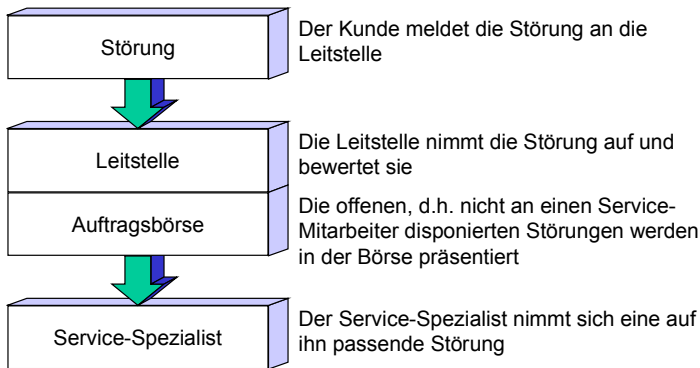 Störung
Der Kunde meldet die Störung an die
Leitstelle
Leitstelle
Die Leitstelle nimmt die Störung auf und
bewertet sie
Auftragsbörse
Die offenen, d.h. nicht an einen Service-
Mitarbeiter disponierten Störungen werden
in der Börse präsentiert
Service-Spezialist
Der Service-Spezialist nimmt sich eine auf
ihn passende Störung